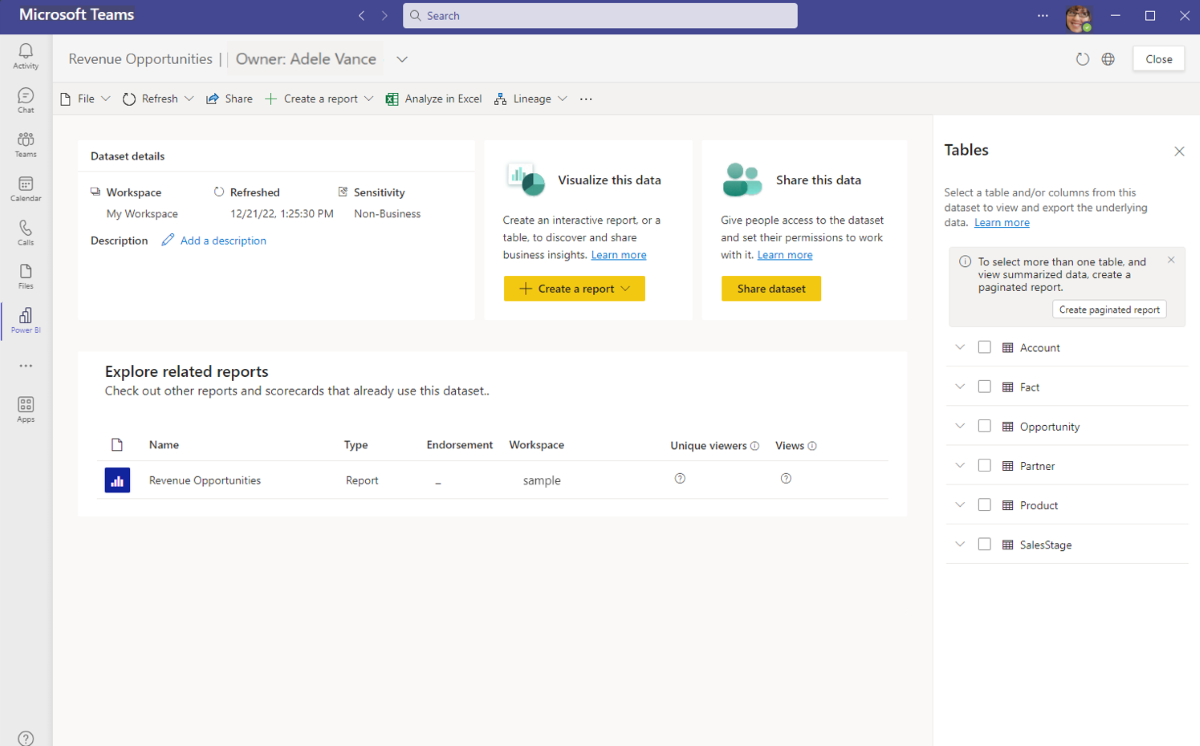 Microsoft Teams
Search
Activity
Chat
Teams
Calendar
Calls
Files
Power BI
Apps
Revenue Opportunities | | Owner: Adele Vance
Close
File
Refresh
Share
Create a report
Analyze in Excel
Lineage
Dataset details
Workspace
My Workspace
Refreshed
12/21/22, 1:25:30 PM
Sensitivity
Non-Business
Description
Add a description
Visualize this data
Create an interactive report, or a
table, to discover and share
business insights. Learn more
Create a report
Share this data
Give people access to the dataset
and set their permissions to work
with it. Learn more
Share dataset
Explore related reports
Check out other reports and scorecards that already use this dataset..
Name Type Endorsement Workspace Unique viewers Views
Revenue Opportunities Report _ sample
Tables
Select a table and/or columns from this
dataset to view and export the underlying
data. Learn more
To select more than one table, and
view summarized data, create a
paginated report.
Create paginated report
Account
Fact
Opportunity
Partner
Product
SalesStage